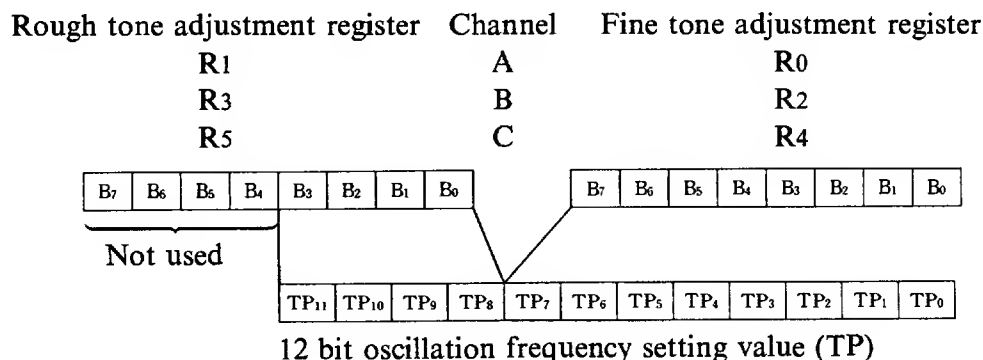 Rough tone adjustment register Channel Fine tone adjustment register
R1 A R0
R3 B R2
R5 C R4
B7 B6 B5 B4 B3 B2 B1 B0 B7 B6 B5 B4 B3 B2 B1 B0
Not used
TP11 TP10 TP9 TP8 TP7 TP6 TP5 TP4 TP3 TP2 TP1 TP0
12 bit oscillation frequency setting value (TP)